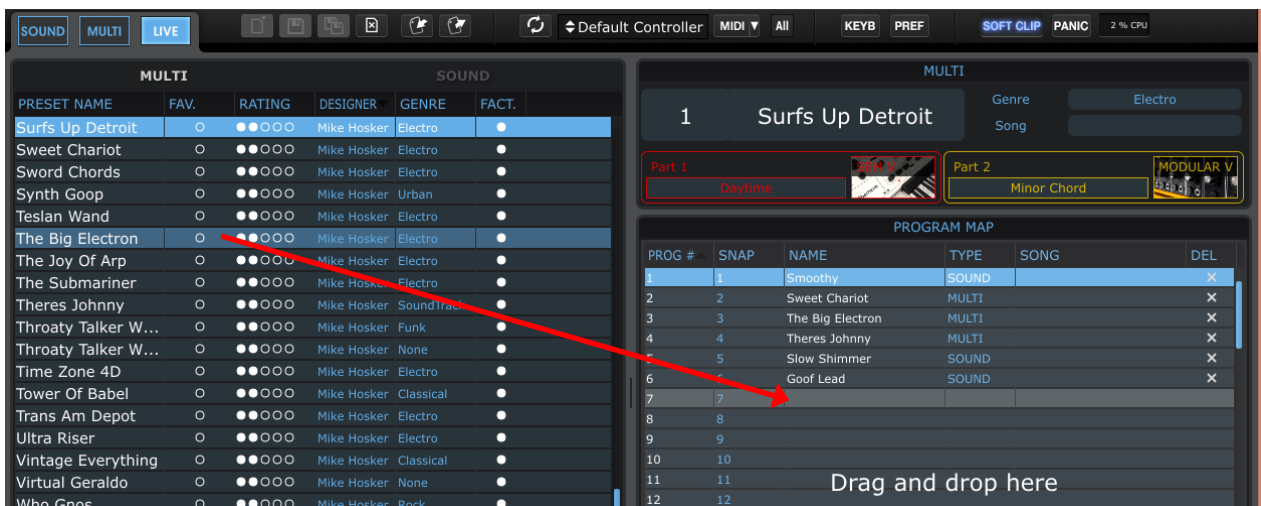 SOUND MULTI LIVE Default Controller MIDI All KEYB PREF SOFT CLIP PANIC 2 % CPU
MULTI SOUND
PRESET NAME FAV. RATING DESIGNER GENRE FACT.
Surfs Up Detroit Mike Hosker Electro
Sweet Chariot Mike Hosker Electro
Sword Chords Mike Hosker Electro
Synth Goop Mike Hosker Urban
Teslan Wand Mike Hosker Electro
The Big Electron Mike Hosker Electro
The Joy Of Arp Mike Hosker Electro
The Submariner Mike Hosker Electro
Theres Johnny Mike Hosker SoundTrack
Throaty Talker W... Mike Hosker Funk
Throaty Talker W... Mike Hosker None
Time Zone 4D Mike Hosker Electro
Tower Of Babel Mike Hosker Classical
Trans Am Depot Mike Hosker Electro
Ultra Riser Mike Hosker Electro
Vintage Everything Mike Hosker Classical
Virtual Geraldo Mike Hosker None
Who Gnos Mike Hosker Rock
MULTI
1 Surfs Up Detroit
Genre Electro
Song
Part 1 SEM V
Daytime
Part 2 MODULAR V
Minor Chord
PROGRAM MAP
PROG # SNAP NAME TYPE SONG DEL
1 1 Smoothy SOUND
2 2 Sweet Chariot MULTI
3 3 The Big Electron MULTI
4 4 Theres Johnny MULTI
5 5 Slow Shimmer SOUND
6 6 Goof Lead SOUND
7 7
8 8
9 9
10 10
11 11
Drag and drop here
12 12